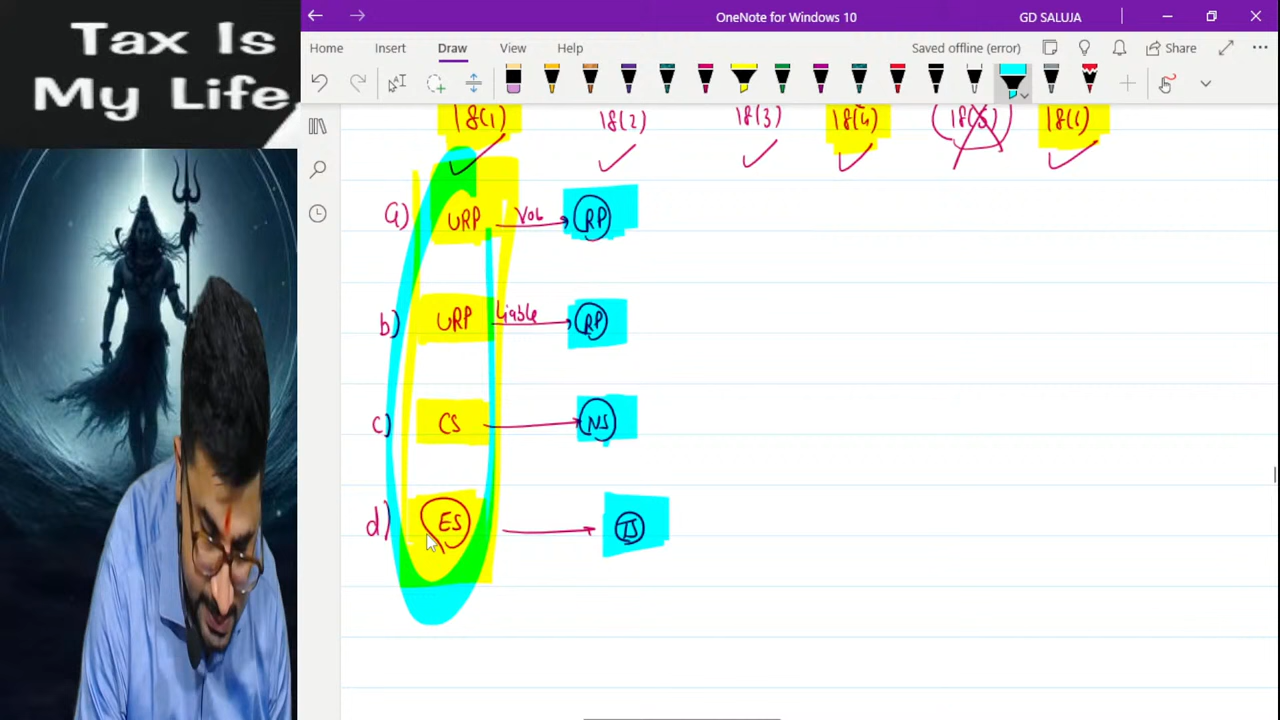 Tax Is
My Life
OneNote for Windows 10
GD SALUJA
Home Insert Draw View Help
Saved offline (error)
Share
18(1) 18(2) 18(3) 18(4) (18(5)) 18(6)
a) URP Vol RP
b) URP Liable RP
c) CS NS
d) ES TS